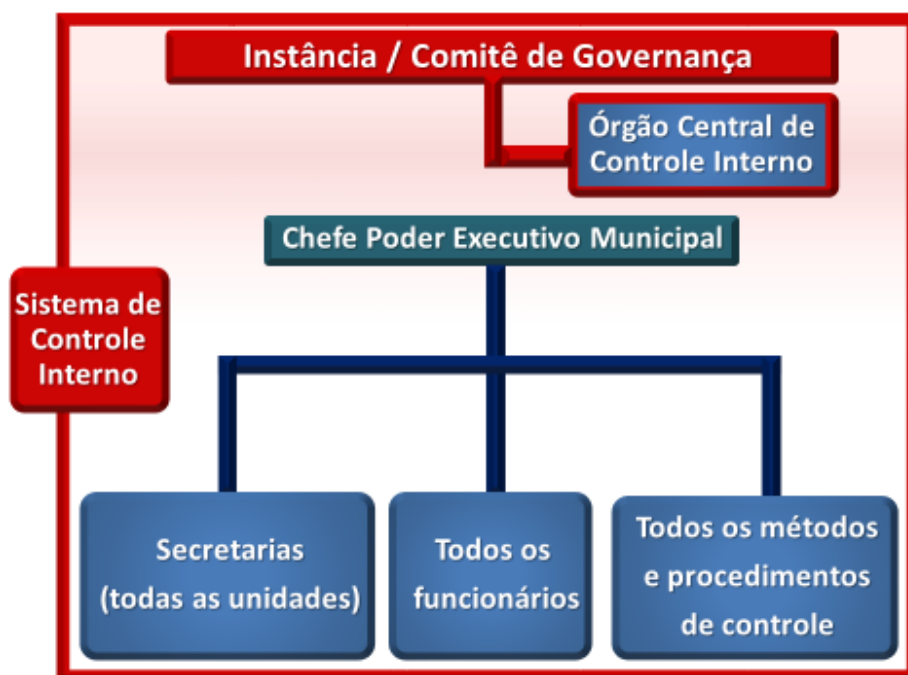 Instância / Comitê de Governança
Órgão Central de
Controle Interno
Chefe Poder Executivo Municipal
Sistema de
Controle
Interno
Secretarias
(todas as unidades)
Todos os
funcionários
Todos os métodos
e procedimentos
de controle